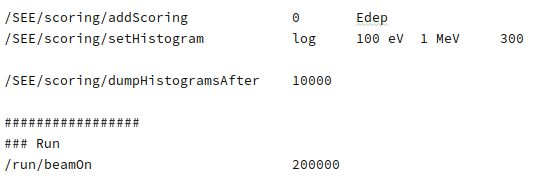 /SEE/scoring/addScoring 0 Edep
/SEE/scoring/setHistogram log 100 eV 1 MeV 300
/SEE/scoring/dumpHistogramsAfter 10000
#################
### Run
/run/beamOn 200000